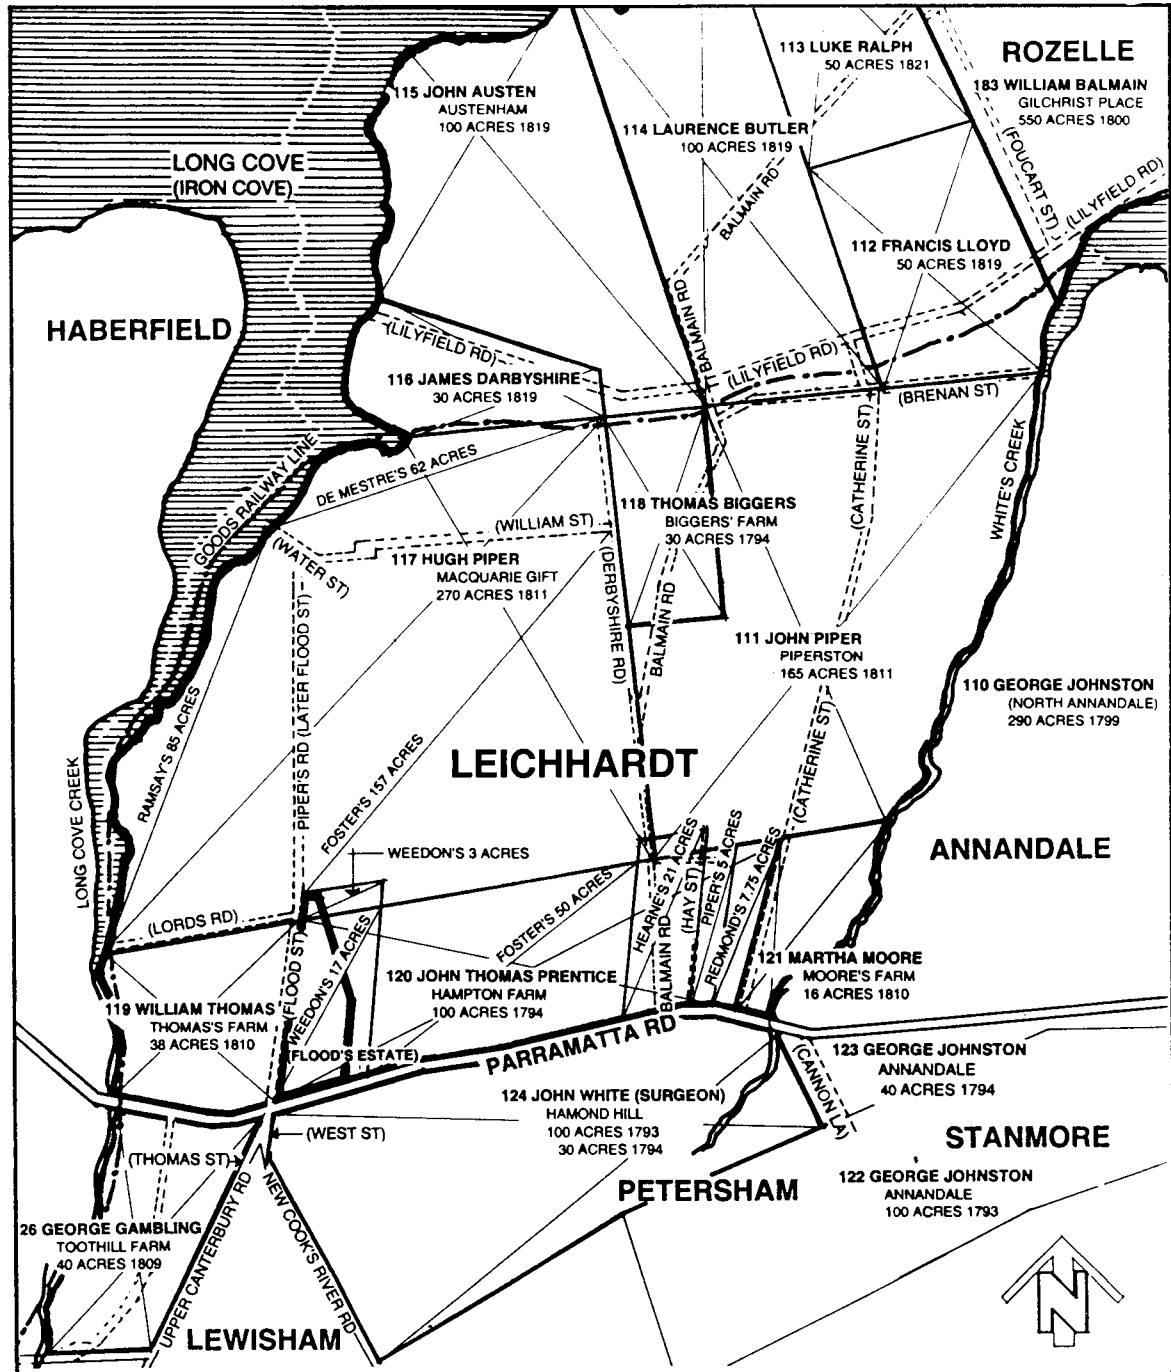 113 LUKE RALPH
50 ACRES 1821
ROZELLE
183 WILLIAM BALMAIN
GILCHRIST PLACE
550 ACRES 1800
115 JOHN AUSTEN
AUSTENHAM
100 ACRES 1819
114 LAURENCE BUTLER
100 ACRES 1819
LONG COVE
(IRON COVE)
(FOUCART ST)
(LILYFIELD RD)
BALMAIN RD
112 FRANCIS LLOYD
50 ACRES 1819
HABERFIELD
(LILYFIELD RD)
BALMAIN RD
(LILYFIELD RD)
116 JAMES DARBYSHIRE
30 ACRES 1819
(BRENAN ST)
GOODS RAILWAY LINE
DE MESTRE'S 62 ACRES
(CATHERINE ST)
WHITE'S CREEK
118 THOMAS BIGGERS
BIGGERS' FARM
30 ACRES 1794
(WILLIAM ST)
(WATER ST)
117 HUGH PIPER
MACQUARIE GIFT
270 ACRES 1811
(DERBYSHIRE RD)
BALMAIN RD
111 JOHN PIPER
PIPERSTON
165 ACRES 1811
110 GEORGE JOHNSTON
(NORTH ANNANDALE)
290 ACRES 1799
RAMSAY'S 85 ACRES
PIPER'S RD (LATER FLOOD ST)
LEICHHARDT
(CATHERINE ST)
LONG COVE CREEK
FOSTER'S 157 ACRES
WEEDON'S 3 ACRES
ANNANDALE
HEARNE'S 21 ACRES
(HAY ST)
PIPER'S 5 ACRES
REDMOND'S 7.75 ACRES
(LORDS RD)
FOSTER'S 50 ACRES
(FLOOD ST)
WEEDON'S 17 ACRES
BALMAIN RD
121 MARTHA MOORE
MOORE'S FARM
16 ACRES 1810
120 JOHN THOMAS PRENTICE
HAMPTON FARM
100 ACRES 1794
119 WILLIAM THOMAS
THOMAS'S FARM
38 ACRES 1810
(FLOOD'S ESTATE)
PARRAMATTA RD
123 GEORGE JOHNSTON
ANNANDALE
40 ACRES 1794
(CANNON LA)
124 JOHN WHITE (SURGEON)
HAMOND HILL
100 ACRES 1793
30 ACRES 1794
(WEST ST)
STANMORE
(THOMAS ST)
PETERSHAM
122 GEORGE JOHNSTON
ANNANDALE
100 ACRES 1793
UPPER CANTERBURY RD
NEW COOK'S RIVER RD
26 GEORGE GAMBLING
TOOTHILL FARM
40 ACRES 1809
LEWISHAM
N